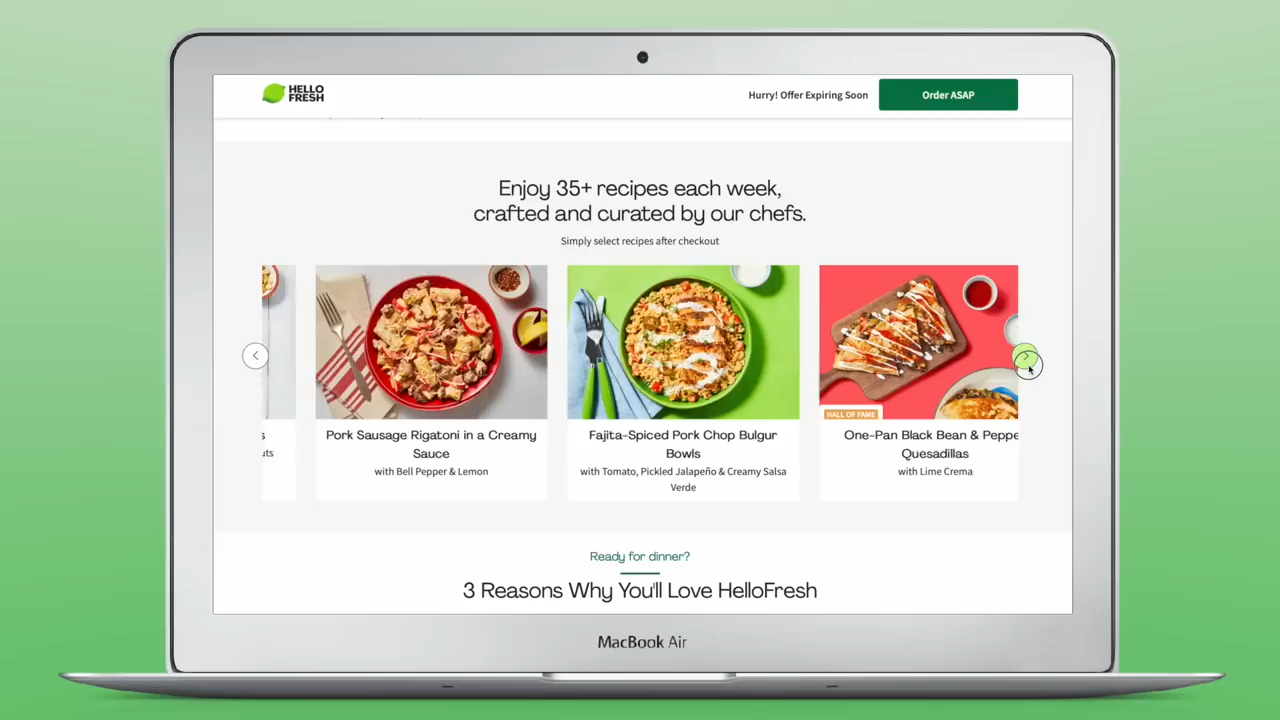 HELLO
FRESH
Hurry! Offer Expiring Soon
Order ASAP
Enjoy 35+ recipes each week,
crafted and curated by our chefs.
Simply select recipes after checkout
s
uts
Pork Sausage Rigatoni in a Creamy
Sauce
with Bell Pepper & Lemon
Fajita-Spiced Pork Chop Bulgur
Bowls
with Tomato, Pickled Jalapeño & Creamy Salsa
Verde
HALL OF FAME
One-Pan Black Bean & Peppe
Quesadillas
with Lime Crema
Ready for dinner?
3 Reasons Why You'll Love HelloFresh
MacBook Air